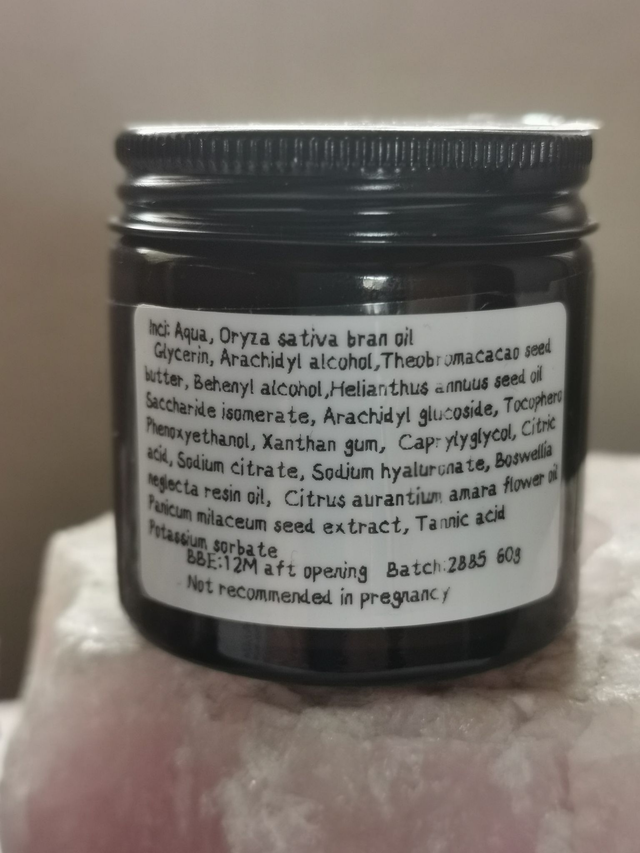 Inci: Aqua, Oryza sativa bran oil
Glycerin, Arachidyl alcohol,Theobromacacao seed
butter, Behenyl alcohol,Helianthus annuus seed oil
Saccharide isomerate, Arachidyl glucoside, Tocophero
Phenoxyethanol, Xanthan gum, Caprylyglycol, Citric
acid, Sodium citrate, Sodium hyaluronate, Boswellia
neglecta resin oil, Citrus aurantium amara flower oil
Panicum milaceum seed extract, Tannic acid
Potassium sorbate
BBE:12M aft opening Batch:2885 60g
Not recommended in pregnancy